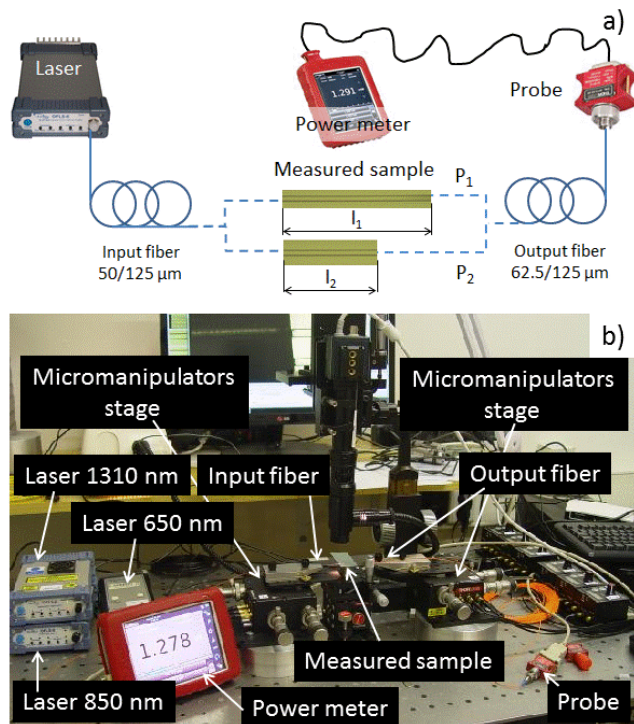 a)
Laser
1.291
Power meter
Probe
Measured sample
P1
l1
Input fiber
50/125 μm
Output fiber
62.5/125 μm
l2
P2
b)
Micromanipulators
stage
Micromanipulators
stage
Laser 1310 nm
Input fiber
Output fiber
Laser 650 nm
1.278
Measured sample
Laser 850 nm
Power meter
Probe